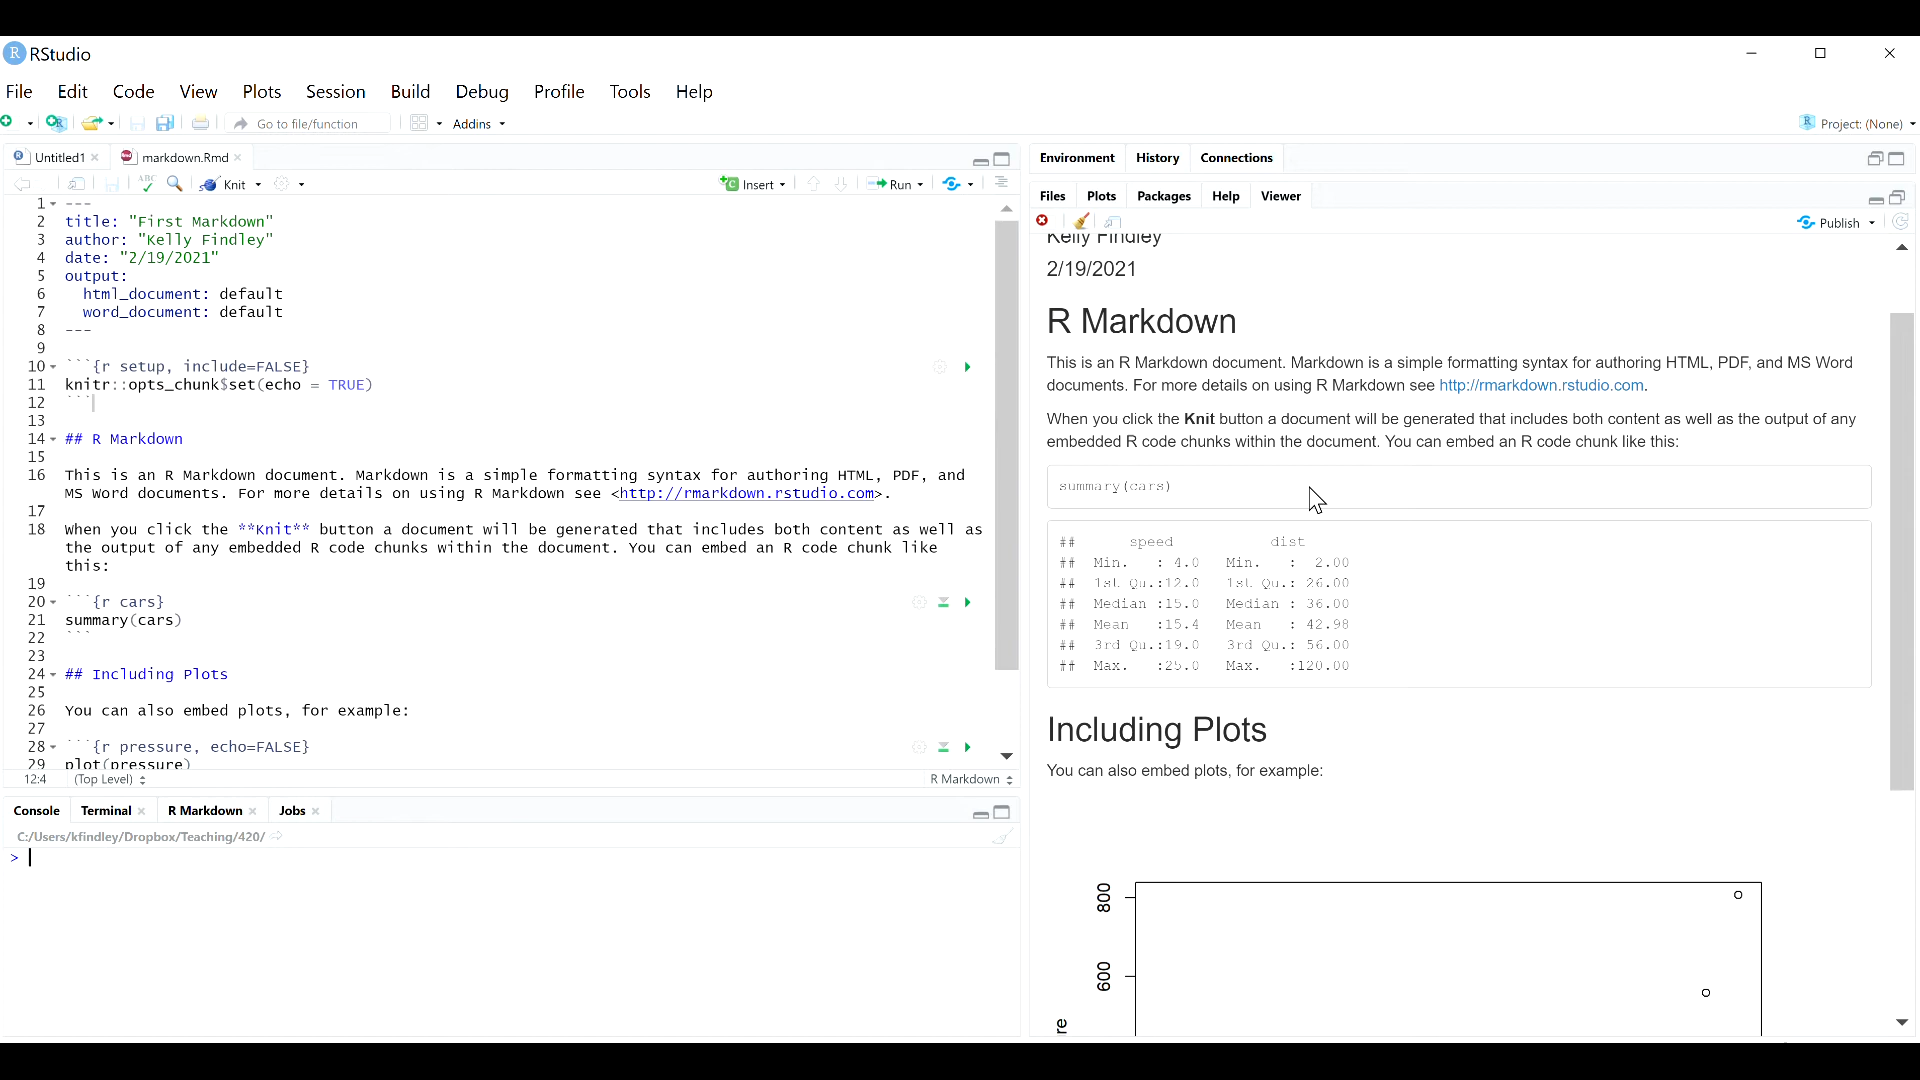 RStudio
File Edit Code View Plots Session Build Debug Profile Tools Help
Go to file/function Addins Project: (None)
Untitled1 markdown.Rmd
ABC Knit Insert Run
1 ---
2 title: "First Markdown"
3 author: "Kelly Findley"
4 date: "2/19/2021"
5 output:
6 html_document: default
7 word_document: default
8 ---
9
10 ```{r setup, include=FALSE}
11 knitr::opts_chunk$set(echo = TRUE)
12 ```
13
14 ## R Markdown
15
16 This is an R Markdown document. Markdown is a simple formatting syntax for authoring HTML, PDF, and
MS Word documents. For more details on using R Markdown see <http://rmarkdown.rstudio.com>.
17
18 When you click the **Knit** button a document will be generated that includes both content as well as
the output of any embedded R code chunks within the document. You can embed an R code chunk like
this:
19
20 ```{r cars}
21 summary(cars)
22 ```
23
24 ## Including Plots
25
26 You can also embed plots, for example:
27
28 ```{r pressure, echo=FALSE}
29 plot(pressure)
12:4 (Top Level) R Markdown
Console Terminal R Markdown Jobs
C:/Users/kfindley/Dropbox/Teaching/420/
>
Environment History Connections
Files Plots Packages Help Viewer
Publish
Kelly Findley
2/19/2021
R Markdown
This is an R Markdown document. Markdown is a simple formatting syntax for authoring HTML, PDF, and MS Word
documents. For more details on using R Markdown see http://rmarkdown.rstudio.com.
When you click the Knit button a document will be generated that includes both content as well as the output of any
embedded R code chunks within the document. You can embed an R code chunk like this:
summary(cars)
## speed dist
## Min. : 4.0 Min. : 2.00
## 1st Qu.:12.0 1st Qu.: 26.00
## Median :15.0 Median : 36.00
## Mean :15.4 Mean : 42.98
## 3rd Qu.:19.0 3rd Qu.: 56.00
## Max. :25.0 Max. :120.00
Including Plots
You can also embed plots, for example:
800
600
re